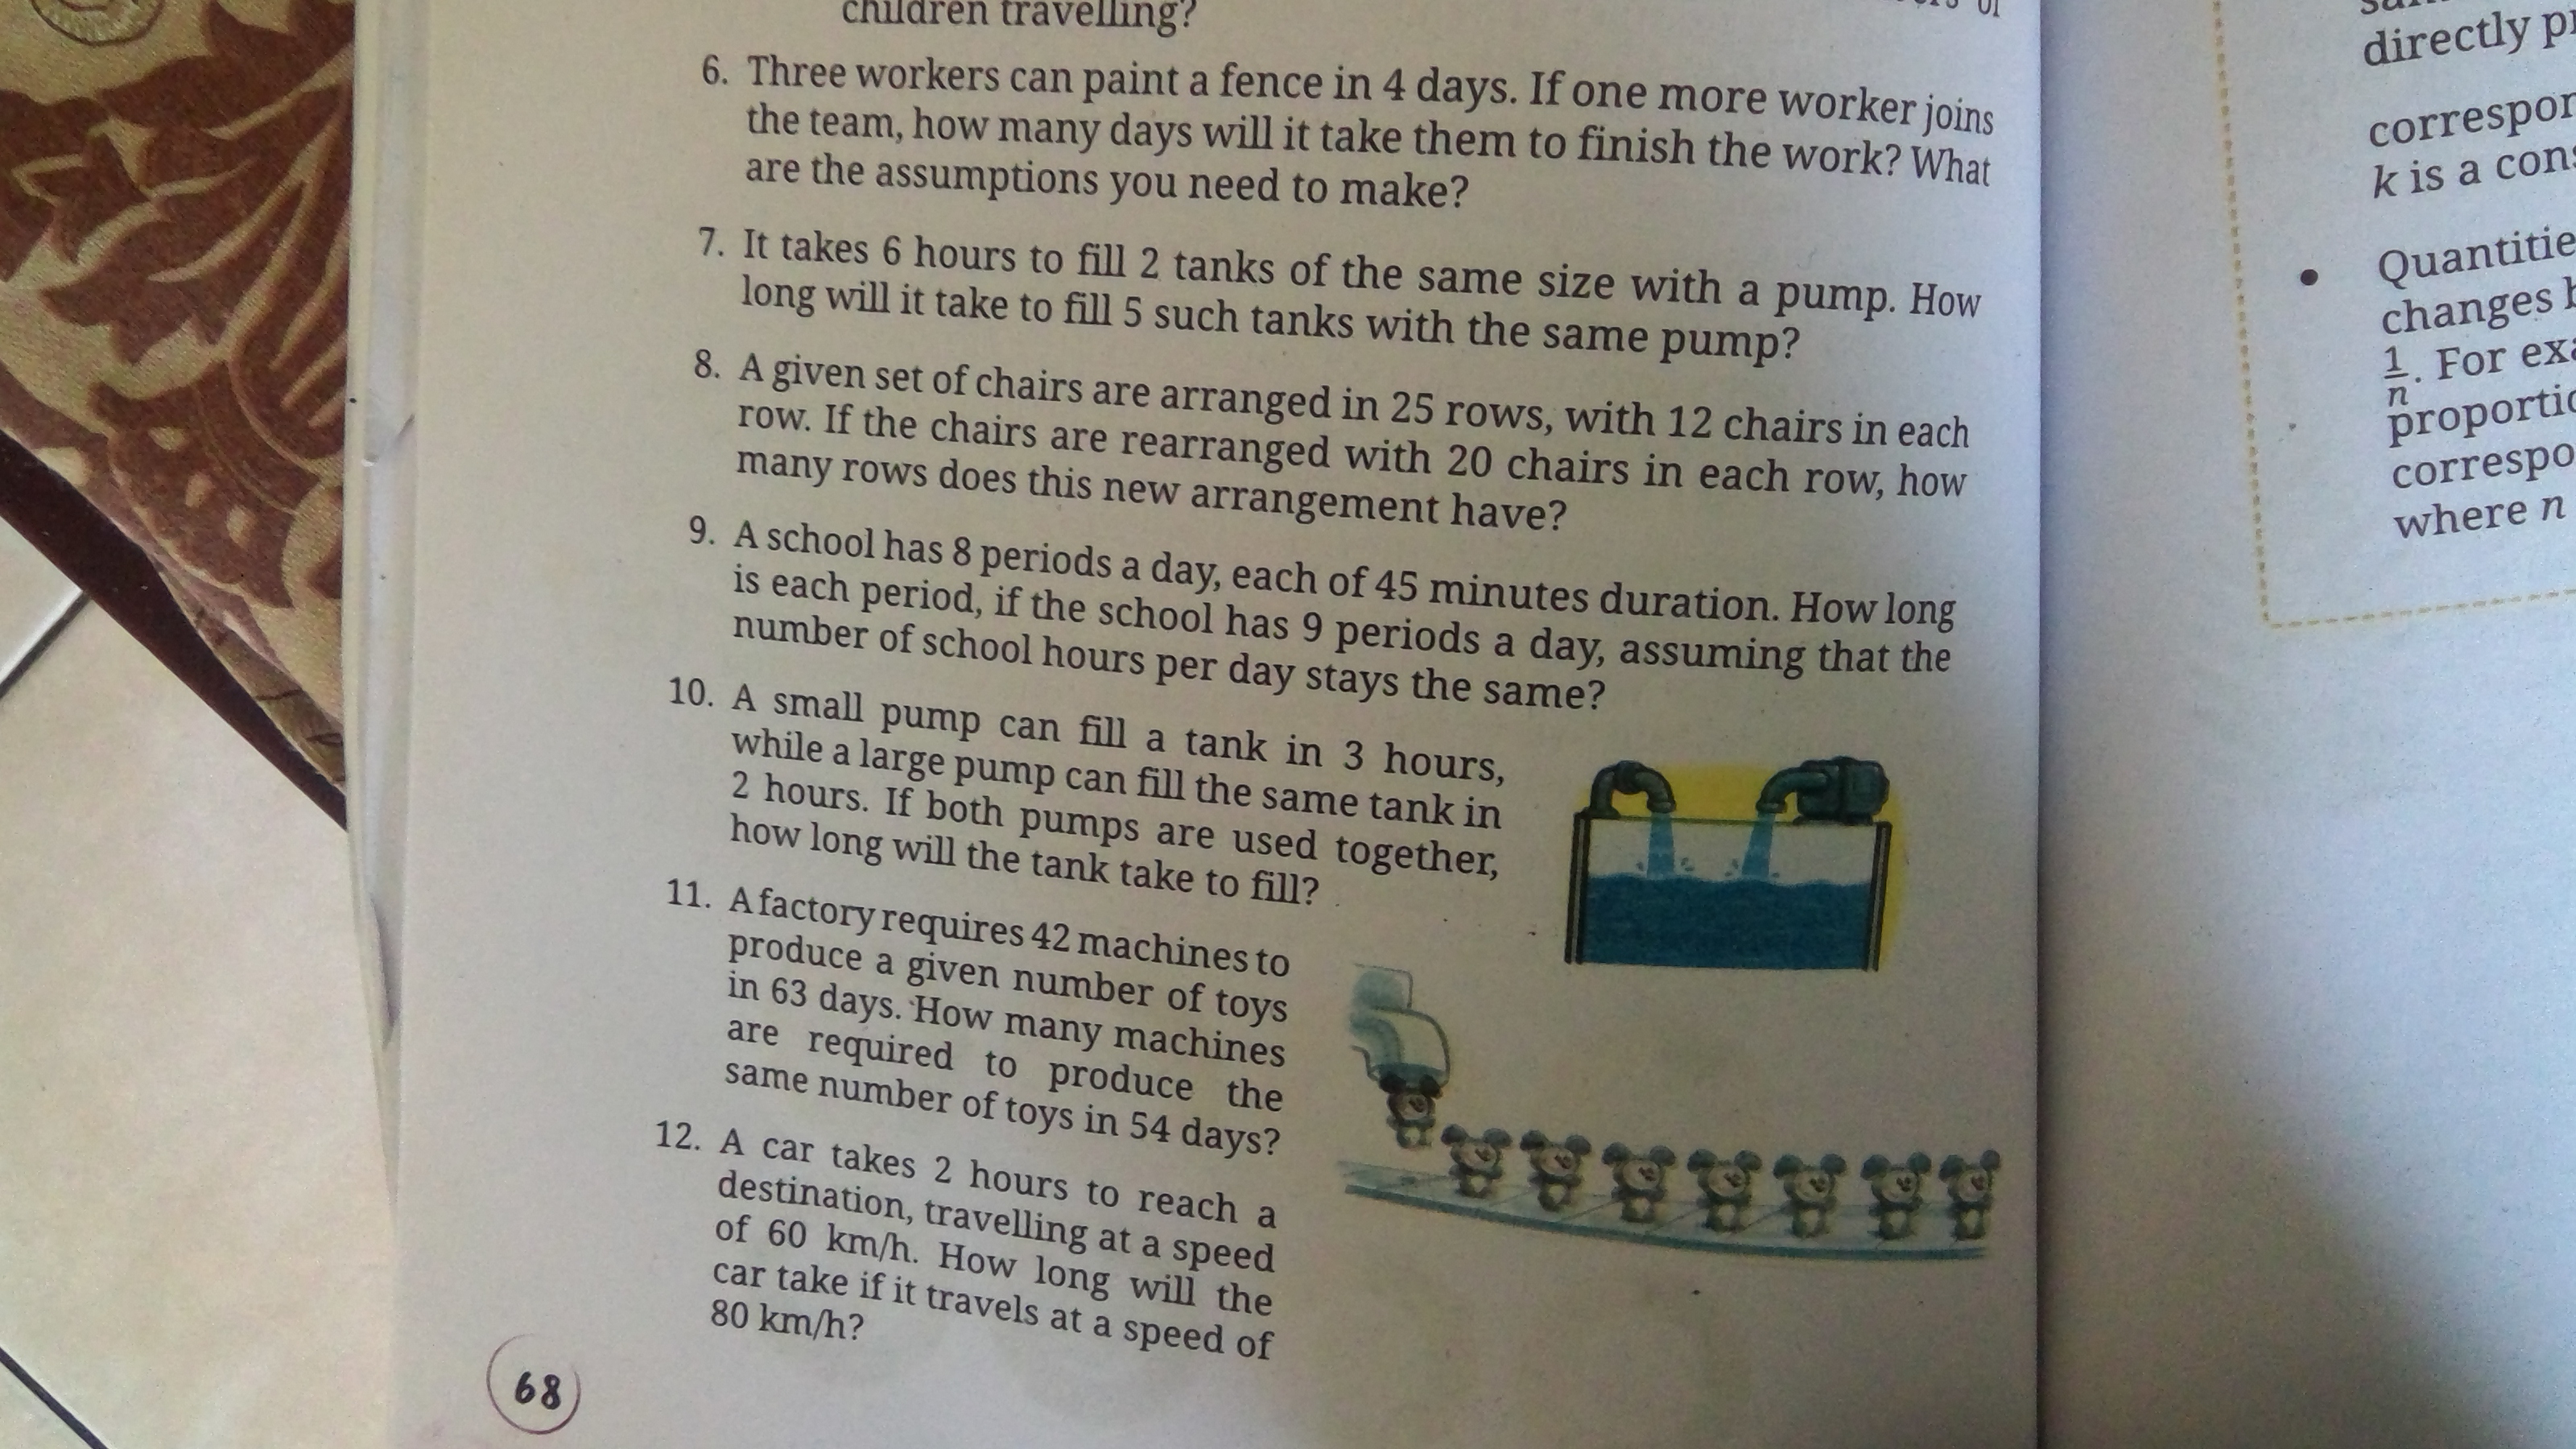 children travelling?
6. Three workers can paint a fence in 4 days. If one more worker joins
the team, how many days will it take them to finish the work? What
are the assumptions you need to make?
7. It takes 6 hours to fill 2 tanks of the same size with a pump. How
long will it take to fill 5 such tanks with the same pump?
8. A given set of chairs are arranged in 25 rows, with 12 chairs in each
row. If the chairs are rearranged with 20 chairs in each row, how
many rows does this new arrangement have?
9. A school has 8 periods a day, each of 45 minutes duration. How long
is each period, if the school has 9 periods a day, assuming that the
number of school hours per day stays the same?
10. A small pump can fill a tank in 3 hours,
while a large pump can fill the same tank in
2 hours. If both pumps are used together,
how long will the tank take to fill?
11. A factory requires 42 machines to
produce a given number of toys
in 63 days. How many machines
are required to produce the
same number of toys in 54 days?
12. A car takes 2 hours to reach a
destination, travelling at a speed
of 60 km/h. How long will the
car take if it travels at a speed of
80 km/h?
68
directly
k is a
•
changes
1/n. For
where n